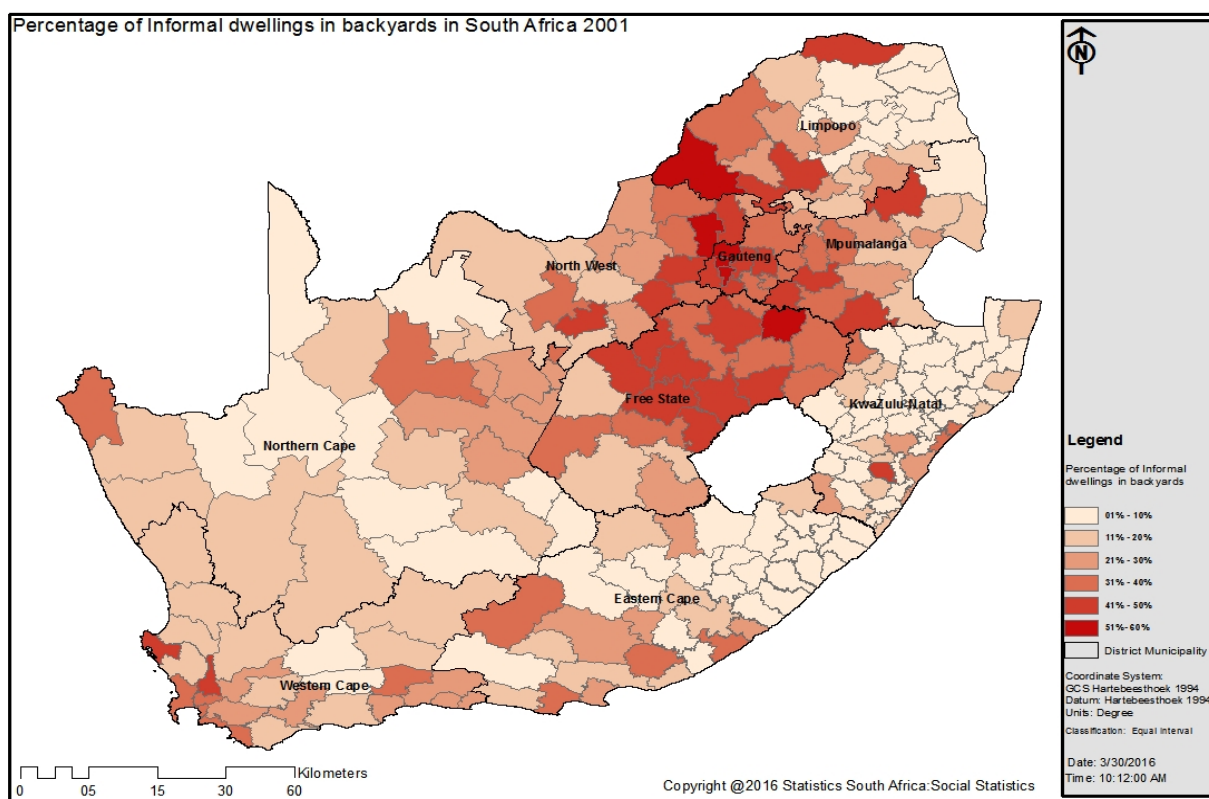 Percentage of Informal dwellings in backyards in South Africa 2001
N
Limpopo
Mpumalanga
Gauteng
North West
Free State
KwaZulu-Natal
Northern Cape
Eastern Cape
Western Cape
Legend
Percentage of Informal
dwellings in backyards
01% - 10%
11% - 20%
21% - 30%
31% - 40%
41% - 50%
51%- 60%
District Municipality
Coordinate System:
GCS Hartebeesthoek 1994
Datum: Hartebeesthoek 1994
Units: Degree
Classification: Equal Interval
Date: 3/30/2016
Time: 10:12:00 AM
Kilometers
0 05 15 30 60
Copyright @2016 Statistics South Africa:Social Statistics